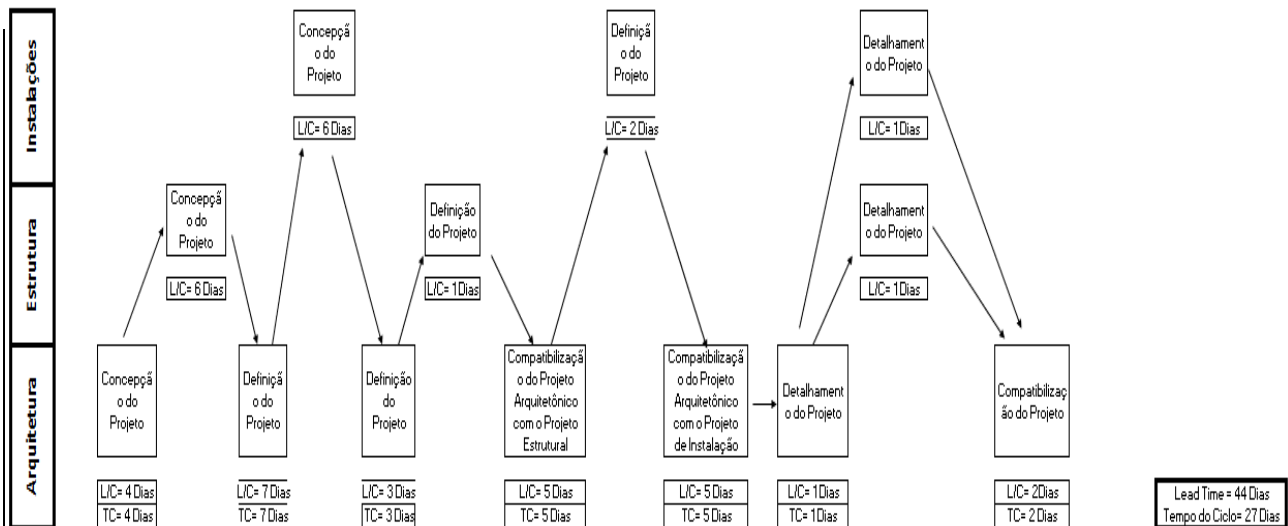 Instalações
Concepçã
o do
Projeto
L/C= 6 Dias
Definiçã
o do
Projeto
L/C= 2 Dias
Detalhament
o do Projeto
L/C= 1 Dias
Estrutura
Concepçã
o do
Projeto
L/C= 6 Dias
Definição
do Projeto
L/C= 1 Dias
Detalhament
o do Projeto
L/C= 1 Dias
Arquitetura
Concepçã
o do
Projeto
L/C= 4 Dias
TC= 4 Dias
Definiçã
o do
Projeto
L/C= 7 Dias
TC= 7 Dias
Definição
do
Projeto
L/C= 3 Dias
TC= 3 Dias
Compatibilizaçã
o do Projeto
Arquitetônico
com o Projeto
Estrutural
L/C= 5 Dias
TC= 5 Dias
Compatibilizaçã
o do Projeto
Arquitetônico
com o Projeto
de Instalação
L/C= 5 Dias
TC= 5 Dias
Detalhament
o do Projeto
L/C= 1 Dias
TC= 1 Dias
Compatibilizaç
ão do Projeto
L/C= 2 Dias
TC= 2 Dias
Lead Time = 44 Dias
Tempo do Ciclo= 27 Dias